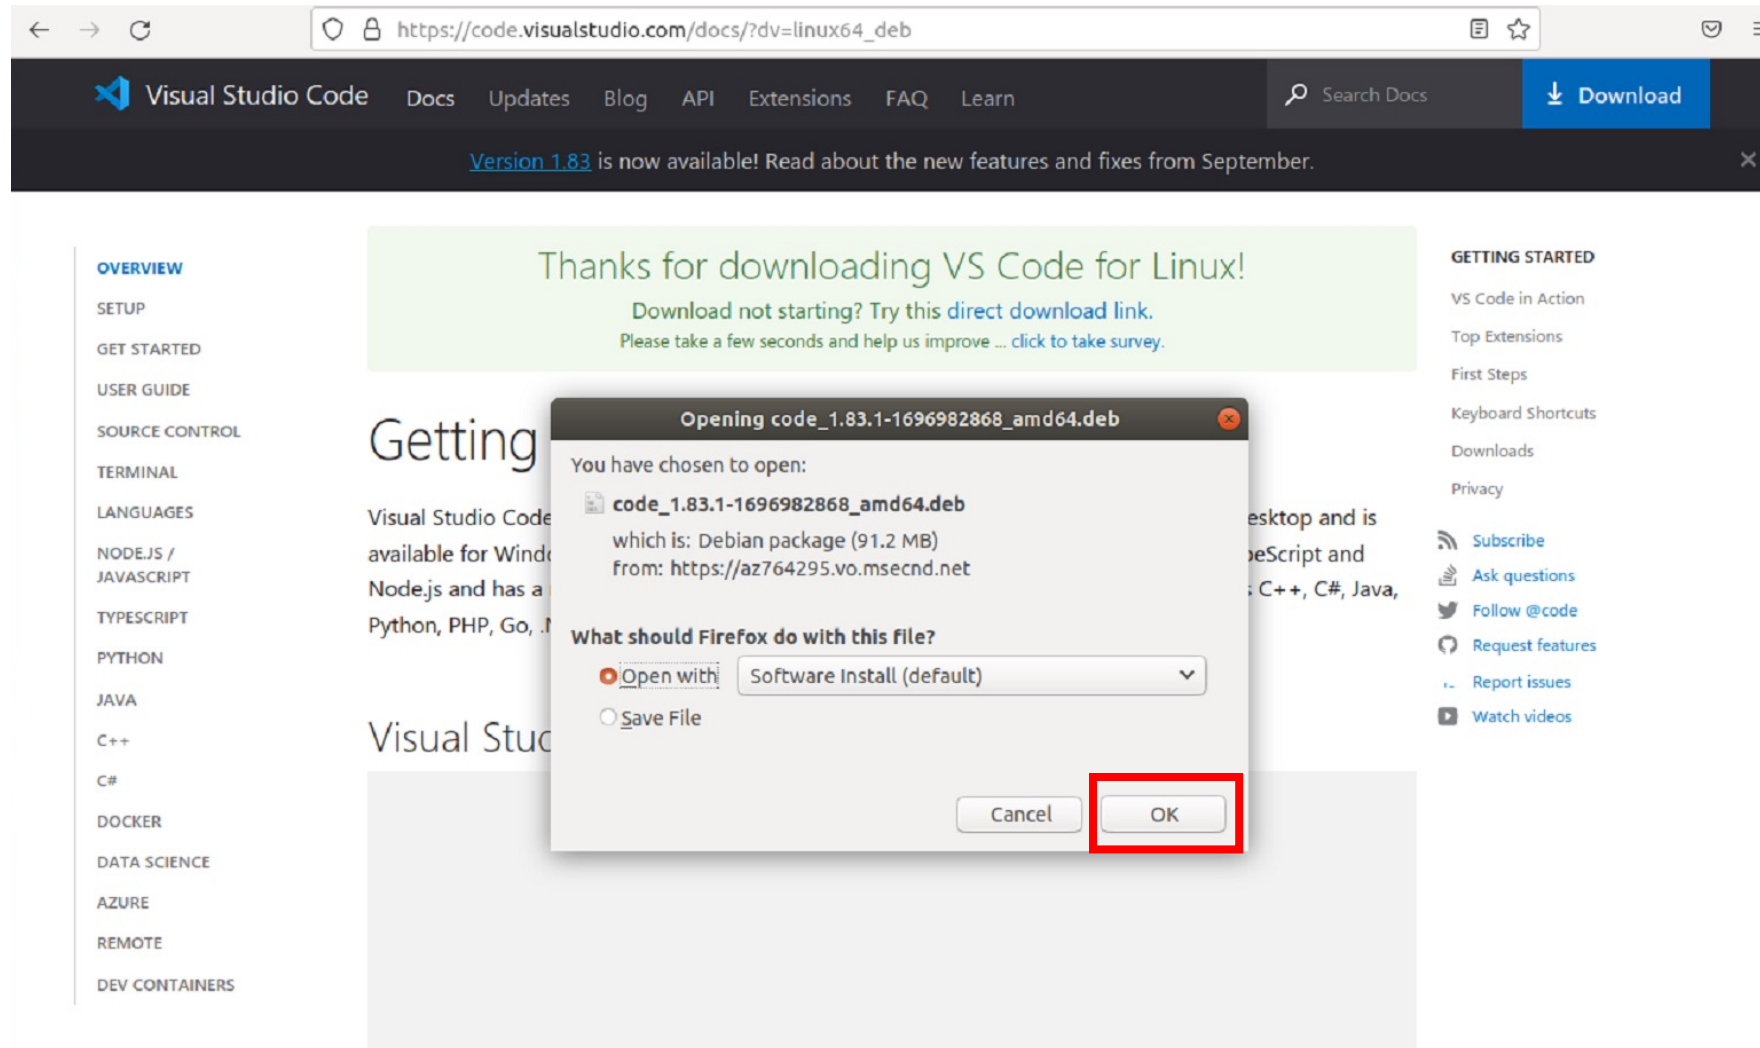 https://code.visualstudio.com/docs/?dv=linux64_deb
Visual Studio Code Docs Updates Blog API Extensions FAQ Learn Search Docs Download
Version 1.83 is now available! Read about the new features and fixes from September.
OVERVIEW
SETUP
GET STARTED
USER GUIDE
SOURCE CONTROL
TERMINAL
LANGUAGES
NODE.JS /
JAVASCRIPT
TYPESCRIPT
PYTHON
JAVA
C++
C#
DOCKER
DATA SCIENCE
AZURE
REMOTE
DEV CONTAINERS
Thanks for downloading VS Code for Linux!
Download not starting? Try this direct download link.
Please take a few seconds and help us improve ... click to take survey.
Getting
Visual Studio Code esktop and is
available for Windo eScript and
Node.js and has a C++, C#, Java,
Python, PHP, Go,
Visual Stud
Opening code_1.83.1-1696982868_amd64.deb
You have chosen to open:
code_1.83.1-1696982868_amd64.deb
which is: Debian package (91.2 MB)
from: https://az764295.vo.msecnd.net
What should Firefox do with this file?
Open with Software Install (default)
Save File
Cancel OK
GETTING STARTED
VS Code in Action
Top Extensions
First Steps
Keyboard Shortcuts
Downloads
Privacy
Subscribe
Ask questions
Follow @code
Request features
Report issues
Watch videos